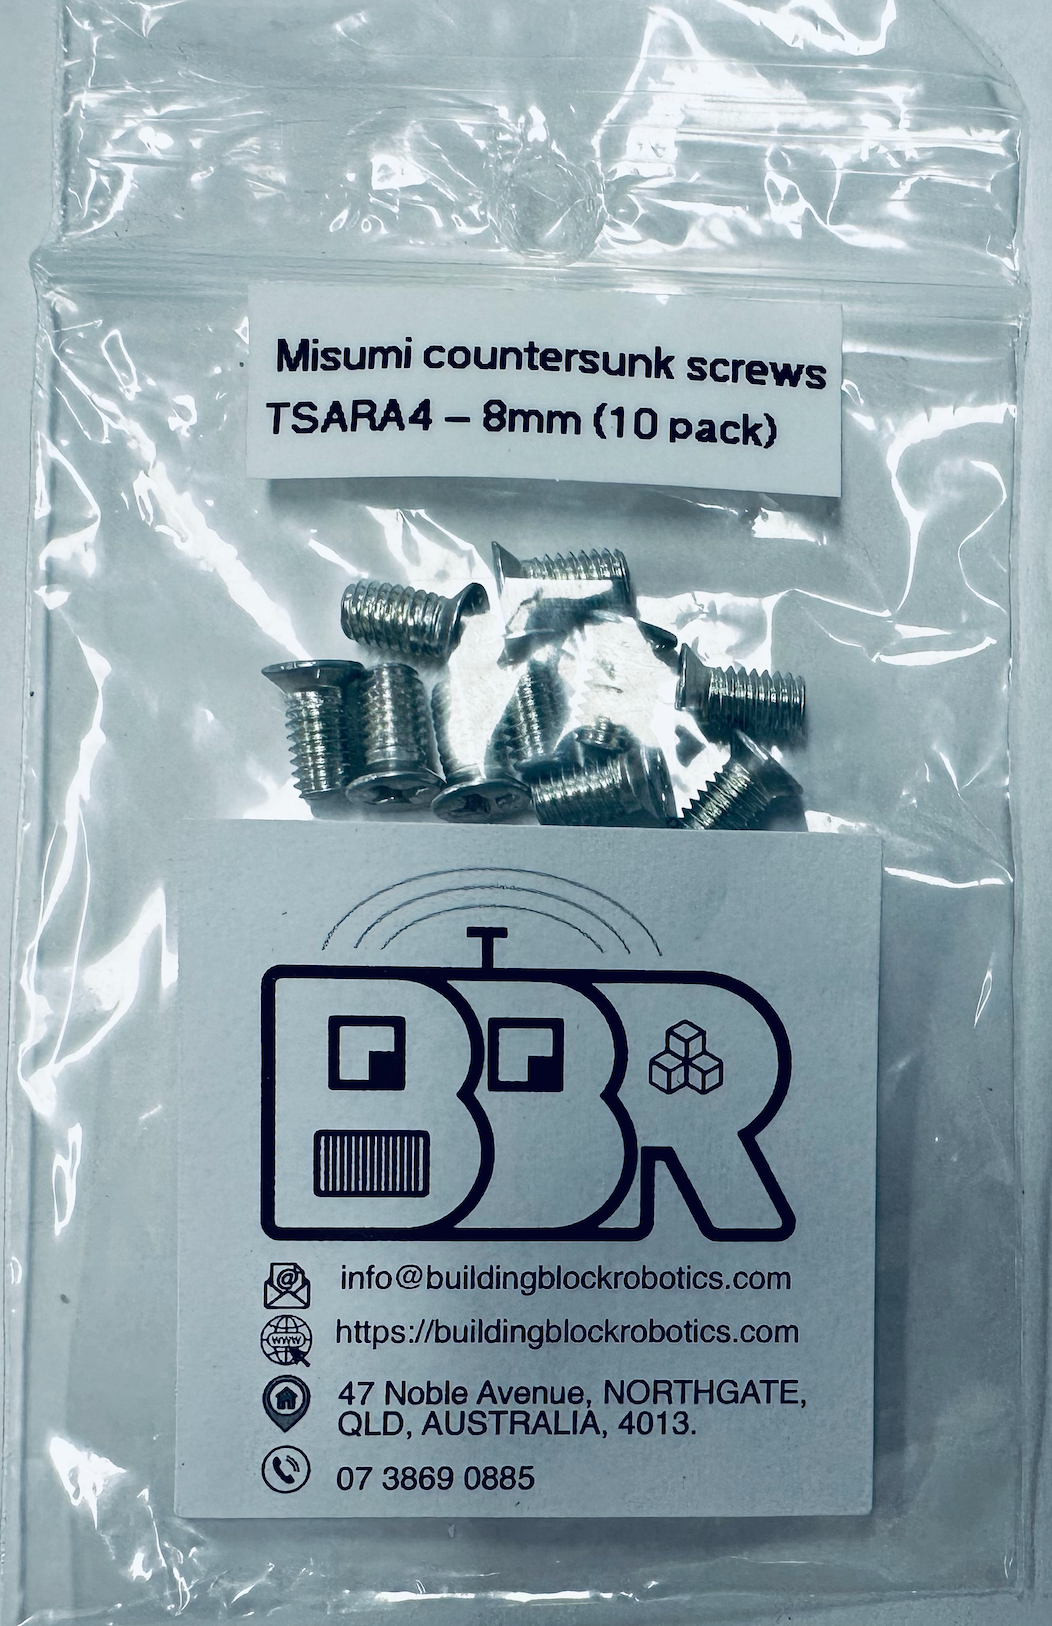 Misumi countersunk screws
TSARA4 – 8mm (10 pack)
BBR
@ info@buildingblockrobotics.com
www https://buildingblockrobotics.com
47 Noble Avenue, NORTHGATE,
QLD, AUSTRALIA, 4013.
07 3869 0885